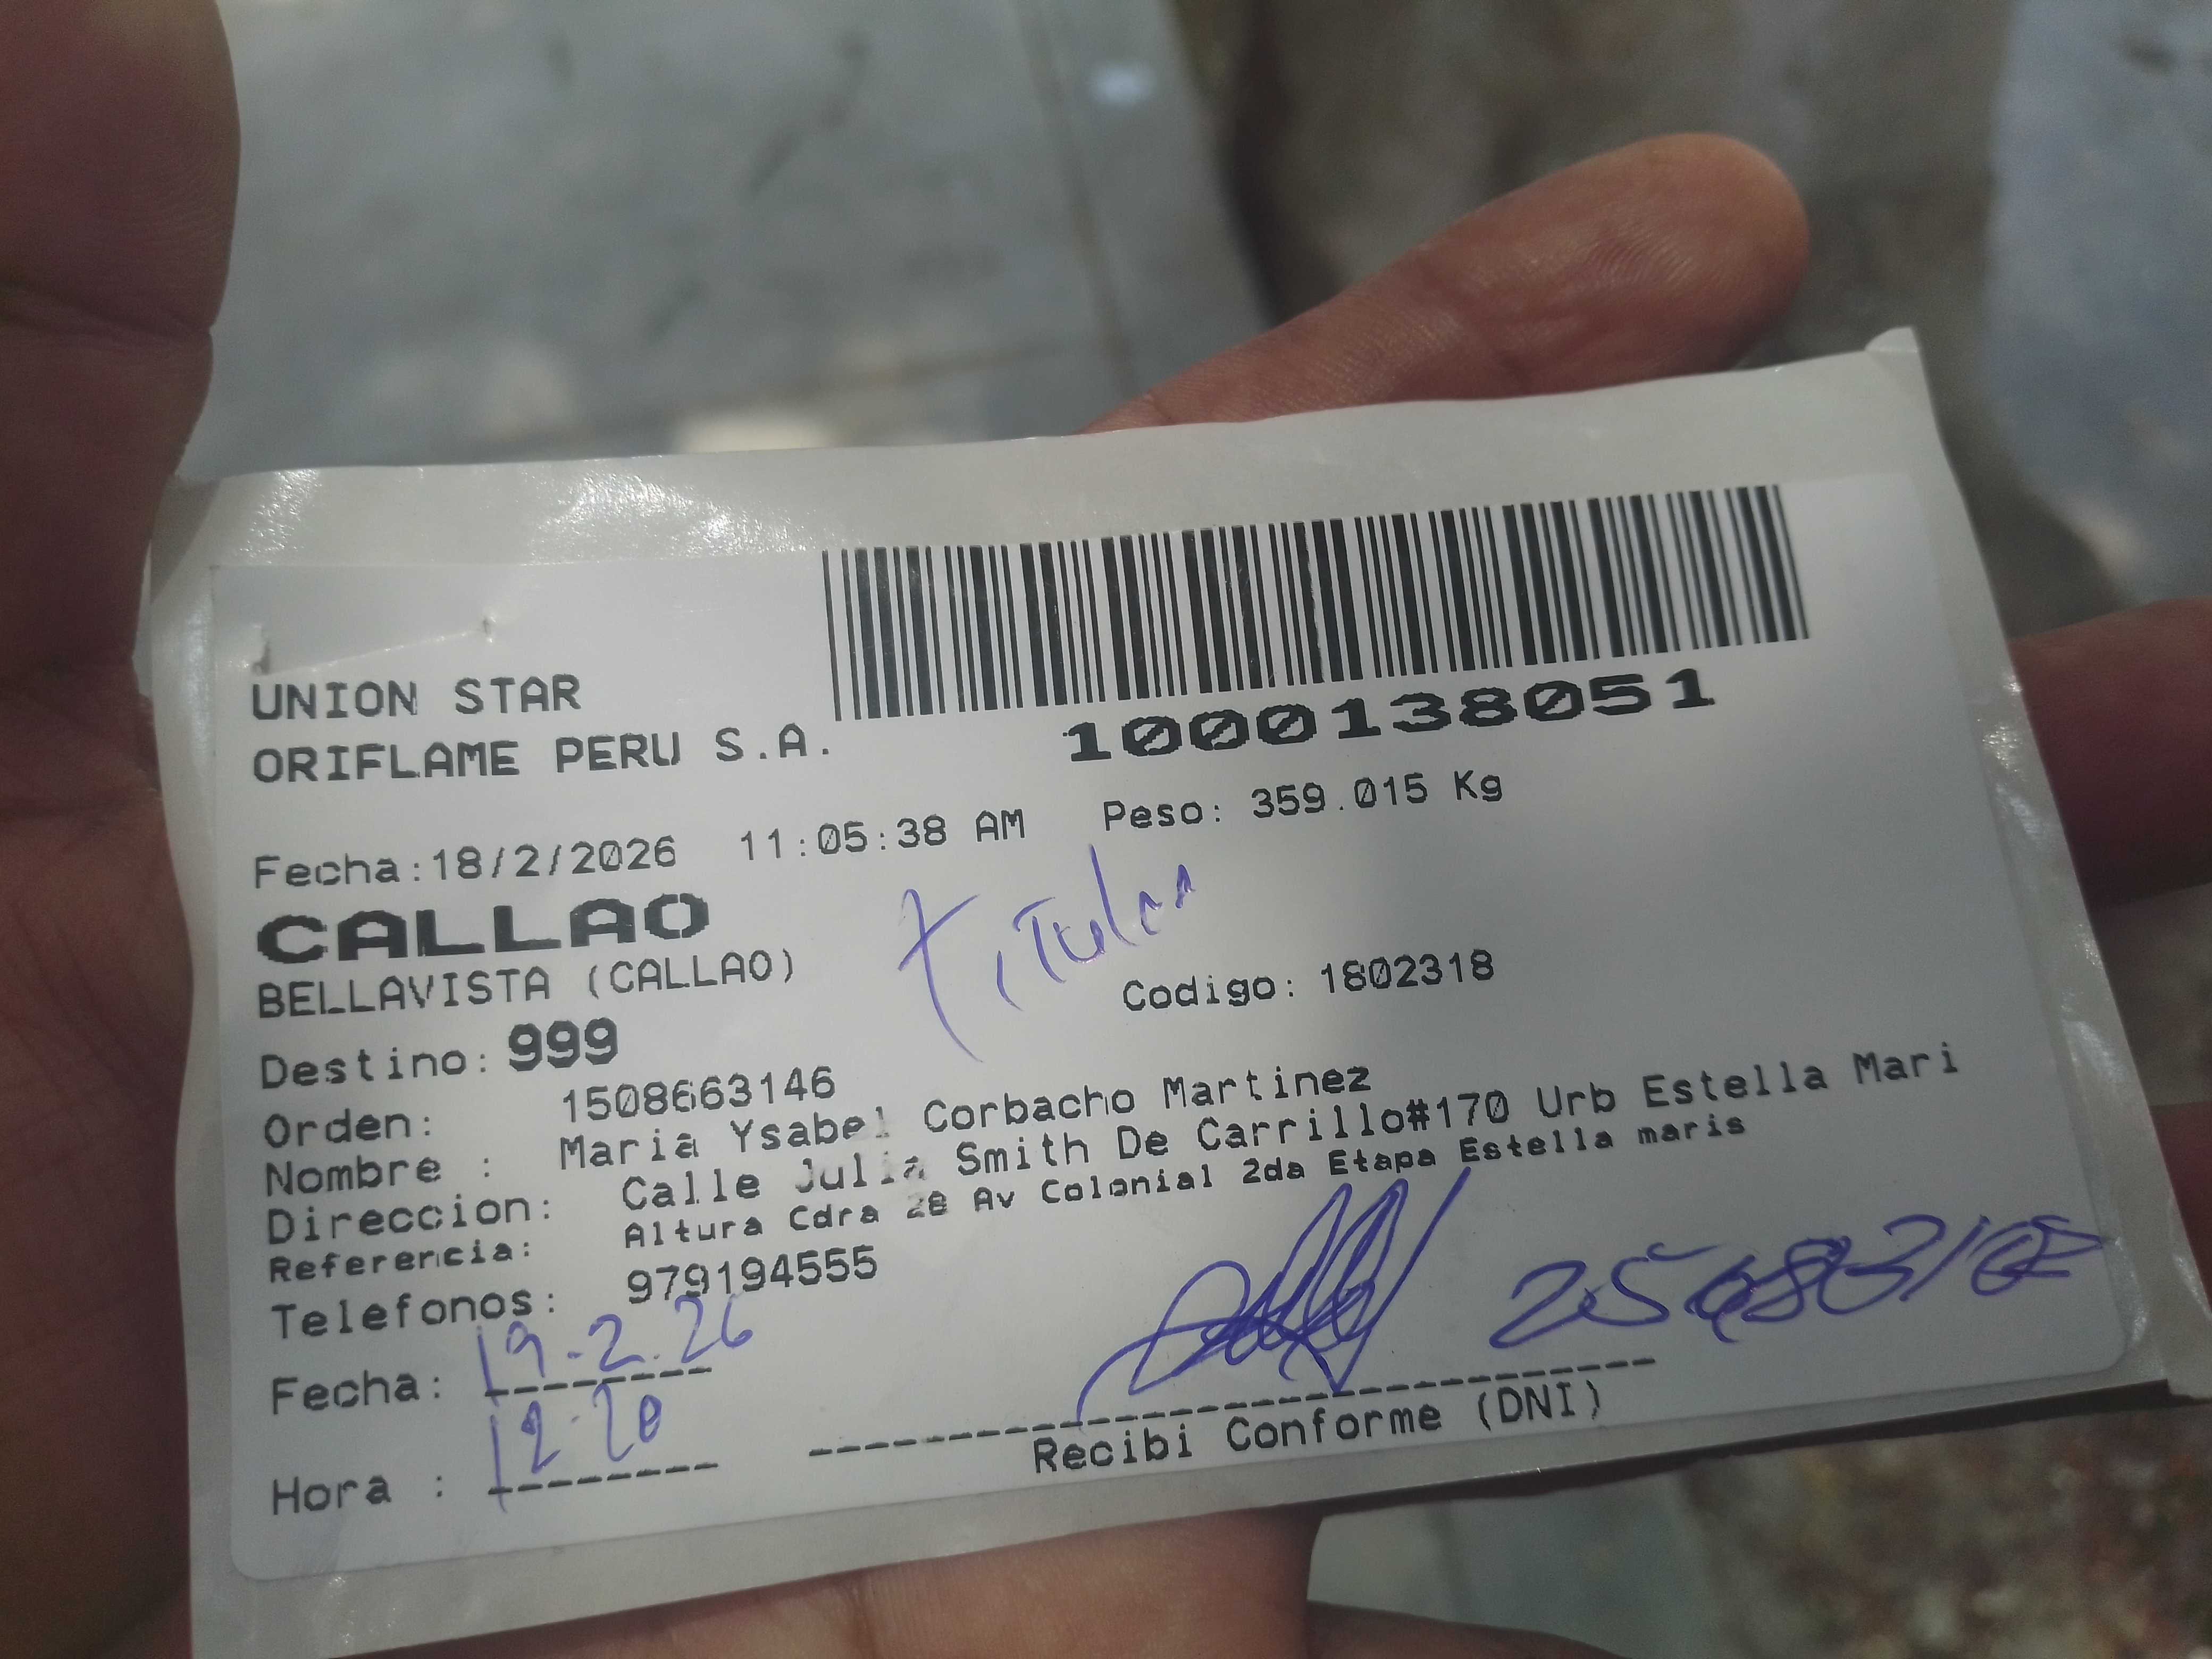 UNION STAR
ORIFLAME PERU S.A.
1000138051
Fecha:18/2/2026 11:05:38 AM Peso: 359.015 Kg
CALLAO
BELLAVISTA (CALLAO)
Titular
Codigo: 1802318
Destino: 999
Orden: 1508663146
Nombre : Maria Ysabel Corbacho Martinez
Direccion: Calle Julia Smith De Carrillo#170 Urb Estella Mari
Referencia: Altura Cdra 28 Av Colonial 2da Etapa Estella maris
Telefonos: 979194555
Fecha: 19-2-26
Hora : 12-20
Recibi Conforme (DNI)